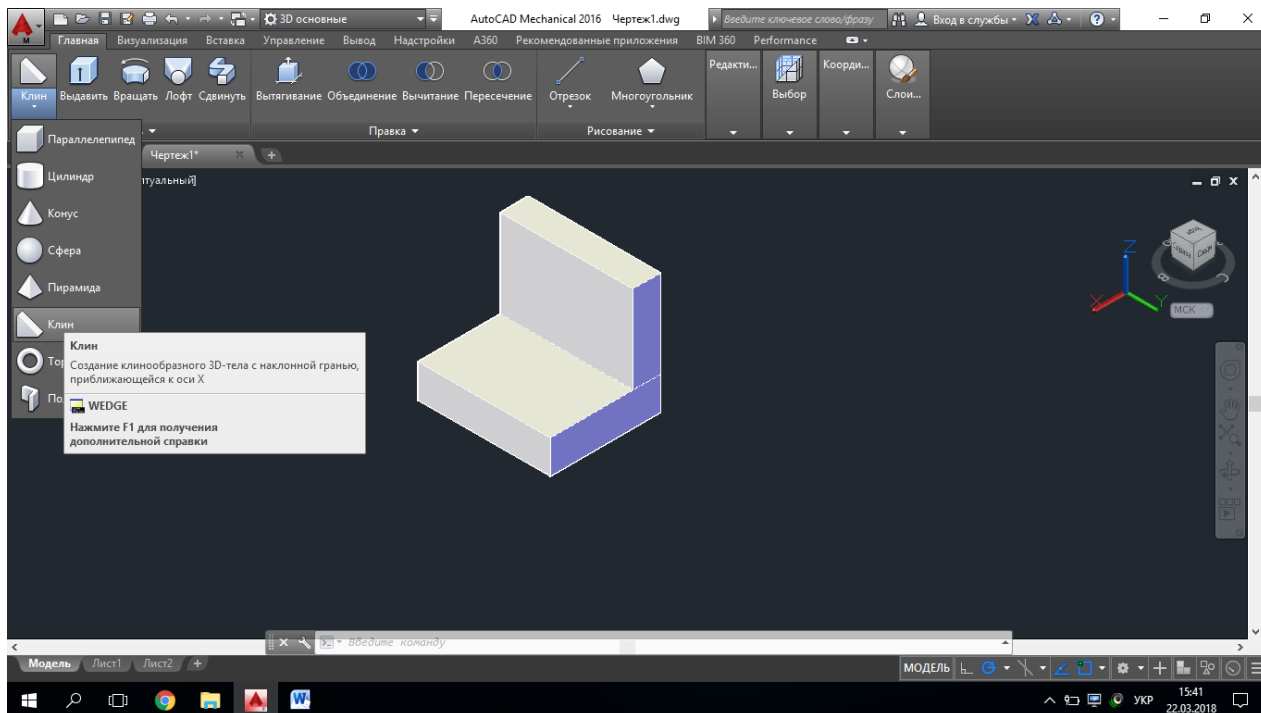 3D основные
AutoCAD Mechanical 2016 Чертеж1.dwg
Введите ключевое слово/фразу
Вход в службы
M
Главная Визуализация Вставка Управление Вывод Надстройки A360 Рекомендованные приложения BIM 360 Performance
Клин Выдавить Вращать Лофт Сдвинуть Вытягивание Объединение Вычитание Пересечение Отрезок Многоугольник
Редакти... Выбор Коорди... Слои...
Правка Рисование
Параллелепипед
Чертеж1*
Цилиндр
туальный]
Конус
Сфера
Пирамида
Клин
Клин
Создание клинообразного 3D-тела с наклонной гранью,
приближающейся к оси X
WEDGE
Нажмите F1 для получения
дополнительной справки
Тор
По
Z
X
Y
МСК
Введите команду
Модель Лист1 Лист2 +
МОДЕЛЬ
УКР
15:41
22.03.2018